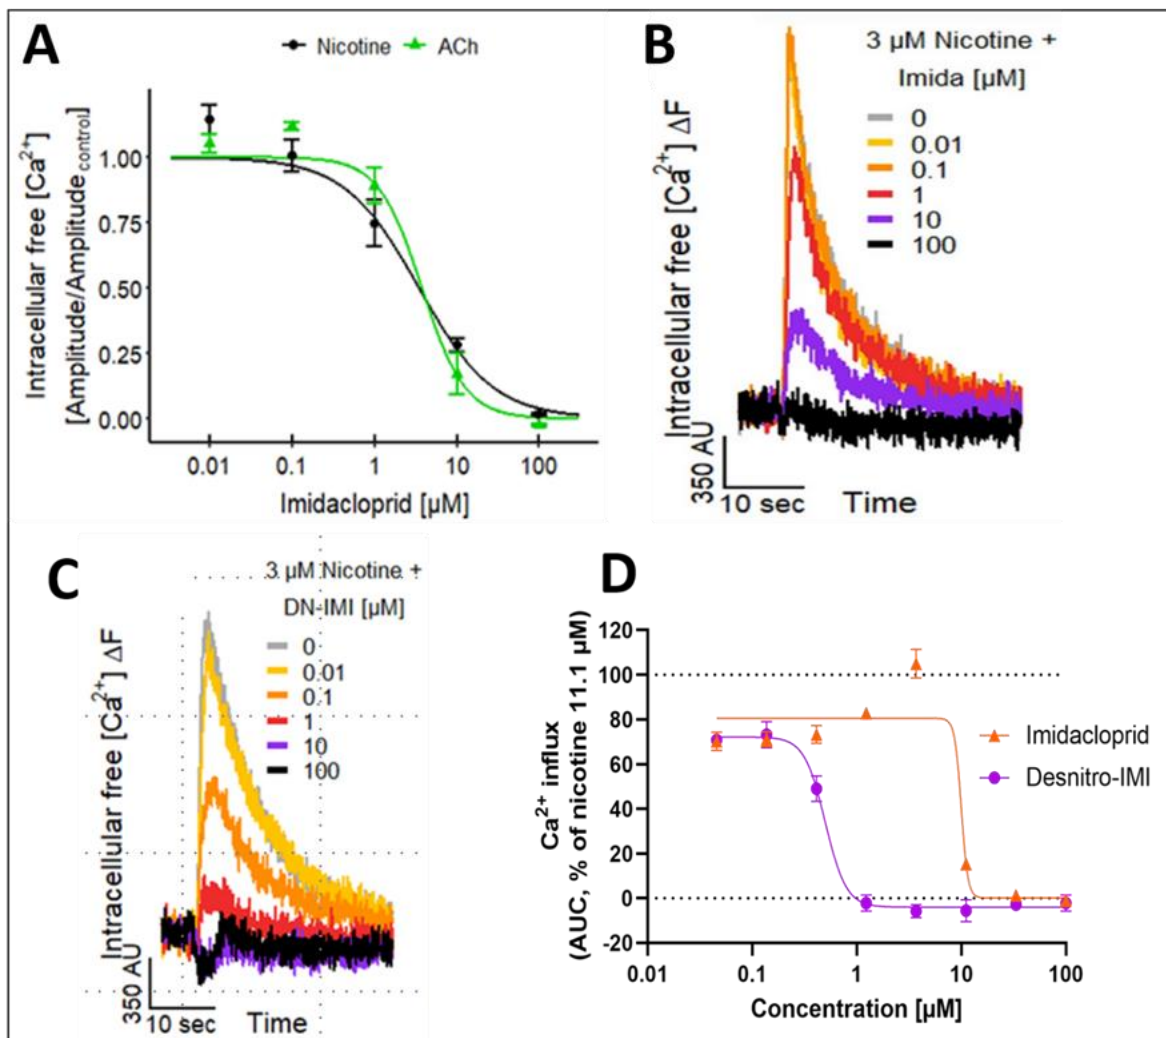 A
Nicotine ACh
Intracellular free [Ca²⁺]
[Amplitude/Amplitude control]
1.00
0.75
0.50
0.25
0.00
0.01 0.1 1 10 100
Imidacloprid [µM]
B
3 µM Nicotine +
Imida [µM]
0
0.01
0.1
1
10
100
Intracellular free [Ca²⁺] ΔF
350 AU
10 sec Time
C
3 µM Nicotine +
DN-IMI [µM]
0
0.01
0.1
1
10
100
Intracellular free [Ca²⁺] ΔF
350 AU
10 sec Time
D
Ca²⁺ influx
(AUC, % of nicotine 11.1 µM)
120
100
80
60
40
20
0
-20
Imidacloprid
Desnitro-IMI
0.01 0.1 1 10 100
Concentration [µM]